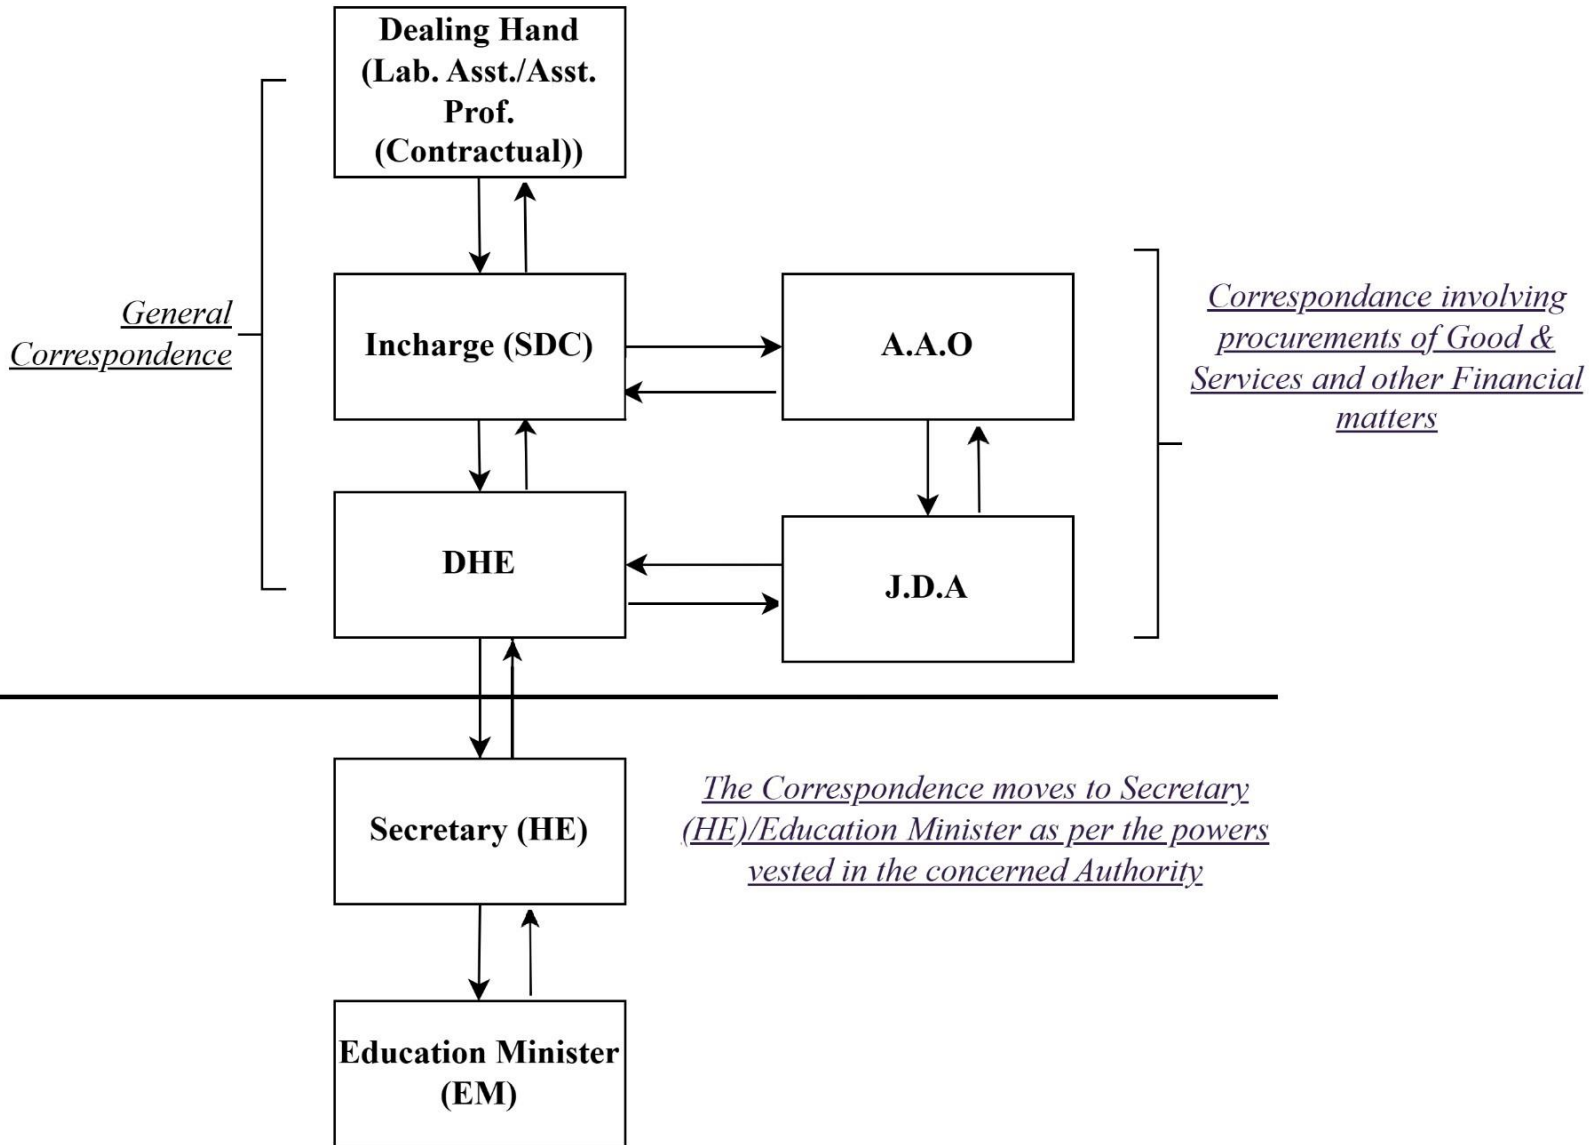 Dealing Hand
(Lab. Asst./Asst.
Prof.
(Contractual))
General
Correspondence
Incharge (SDC)
A.A.O
Correspondance involving
procurements of Good &
Services and other Financial
matters
DHE
J.D.A
Secretary (HE)
The Correspondence moves to Secretary
(HE)/Education Minister as per the powers
vested in the concerned Authority
Education Minister
(EM)